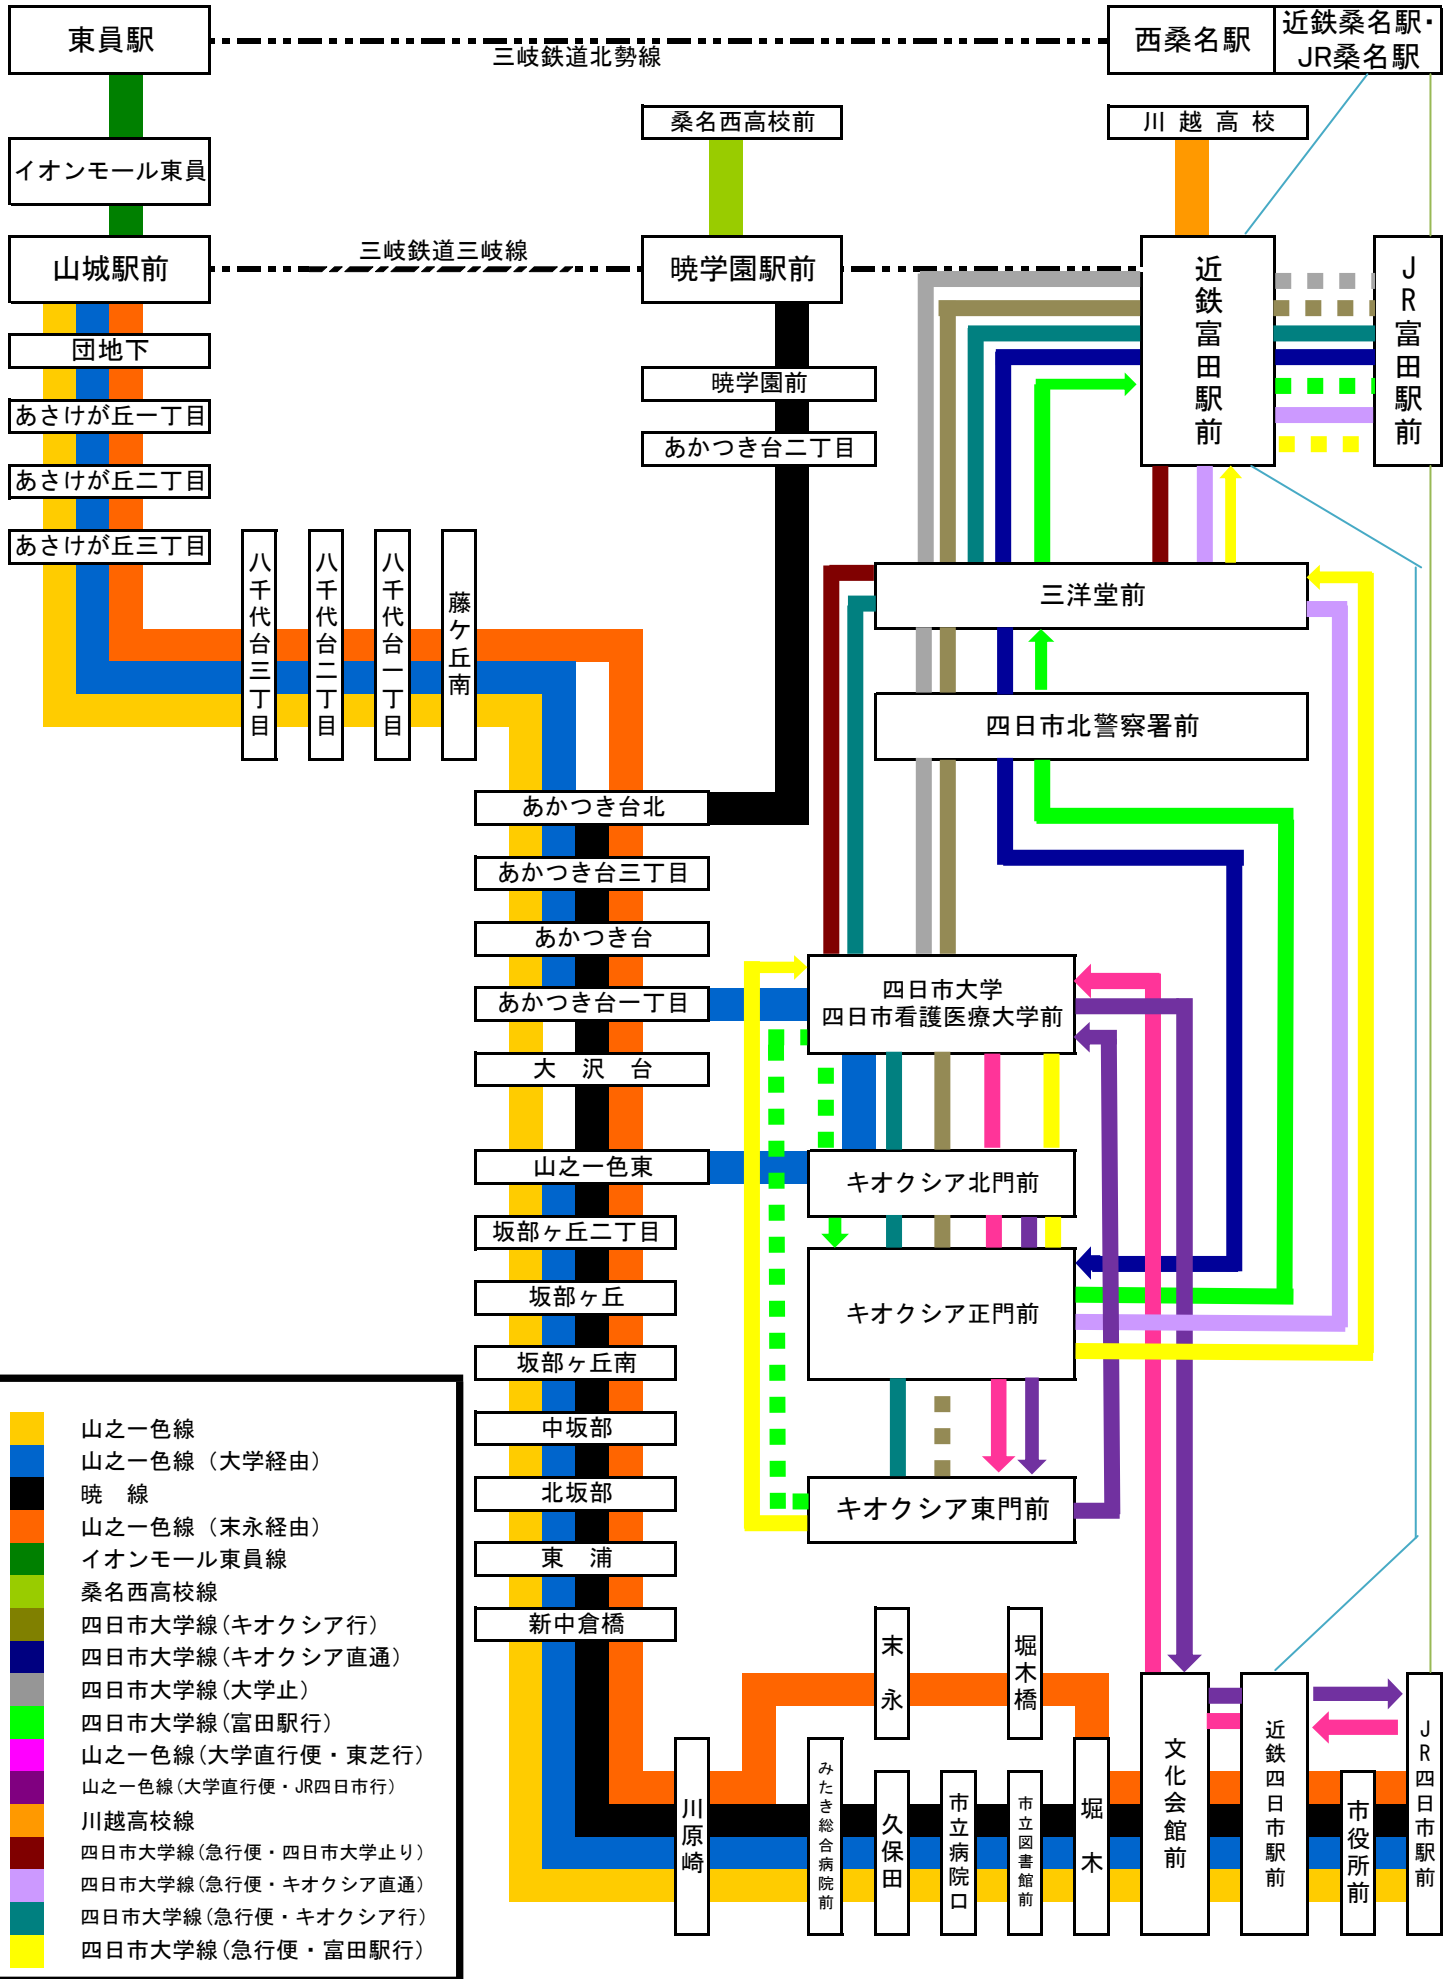 東員駅
三岐鉄道北勢線
西桑名駅
近鉄桑名駅・
JR桑名駅
桑名西高校前
川越高校
イオンモール東員
山城駅前
三岐鉄道三岐線
暁学園駅前
近鉄富田駅前
JR富田駅前
団地下
暁学園前
あさけが丘一丁目
あかつき台二丁目
あさけが丘二丁目
あさけが丘三丁目
八千代台三丁目
八千代台二丁目
八千代台一丁目
藤ケ丘南
三洋堂前
四日市北警察署前
あかつき台北
あかつき台三丁目
あかつき台
あかつき台一丁目
四日市大学
四日市看護医療大学前
大沢台
山之一色東
キオクシア北門前
坂部ヶ丘二丁目
坂部ヶ丘
キオクシア正門前
坂部ヶ丘南
中坂部
北坂部
キオクシア東門前
東浦
新中倉橋
山之一色線
山之一色線（大学経由）
暁　線
山之一色線（末永経由）
イオンモール東員線
桑名西高校線
四日市大学線(キオクシア行)
四日市大学線(キオクシア直通)
四日市大学線(大学止)
四日市大学線(富田駅行)
山之一色線(大学直行便・東芝行)
山之一色線(大学直行便・JR四日市行)
川越高校線
四日市大学線(急行便・四日市大学止り)
四日市大学線(急行便・キオクシア直通)
四日市大学線(急行便・キオクシア行)
四日市大学線(急行便・富田駅行)
末永
堀木橋
川原崎
みたき総合病院前
久保田
市立病院口
市立図書館前
堀木
文化会館前
近鉄四日市駅前
市役所前
JR四日市駅前